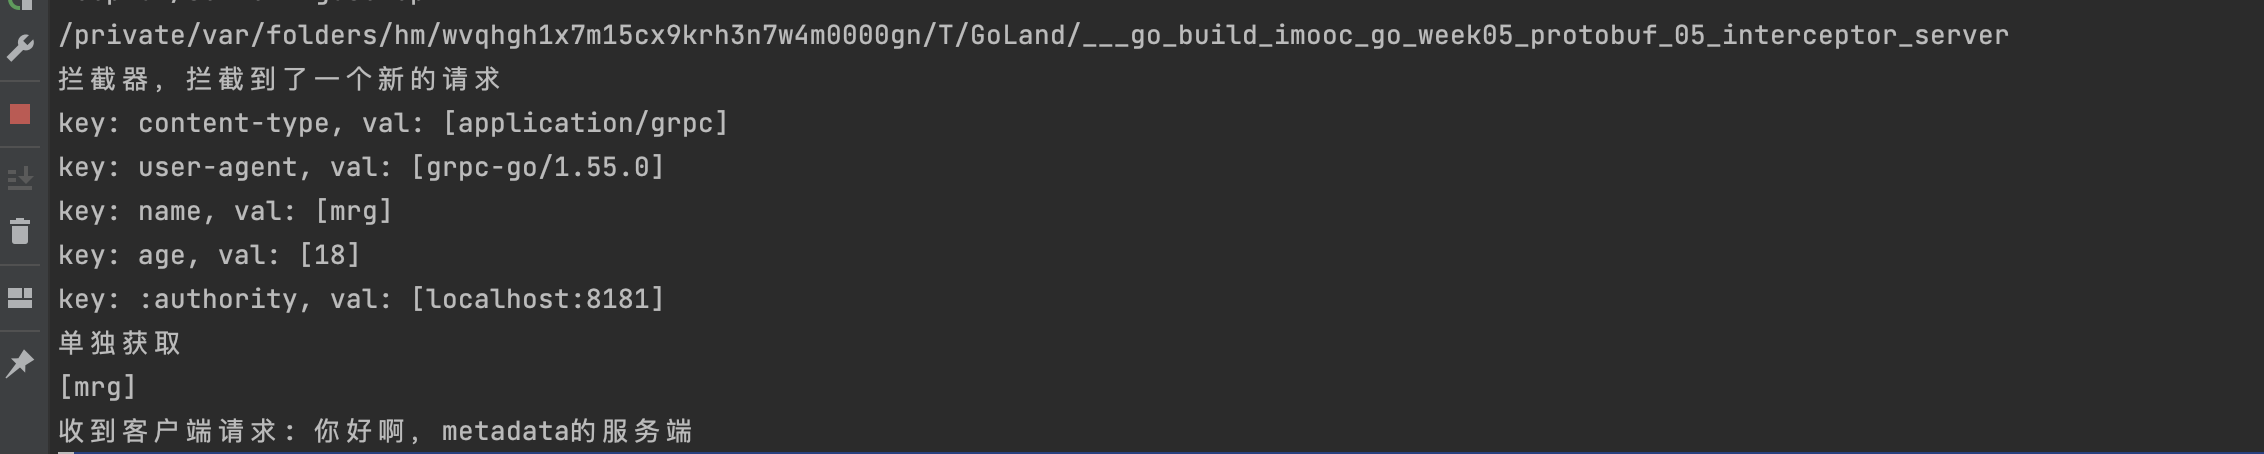 /private/var/folders/hm/wvqhgh1x7m15cx9krh3n7w4m0000gn/T/GoLand/___go_build_imooc_go_week05_protobuf_05_interceptor_server
拦截器，拦截到了一个新的请求
key: content-type, val: [application/grpc]
key: user-agent, val: [grpc-go/1.55.0]
key: name, val: [mrg]
key: age, val: [18]
key: :authority, val: [localhost:8181]
单独获取
[mrg]
收到客户端请求：你好啊，metadata的服务端